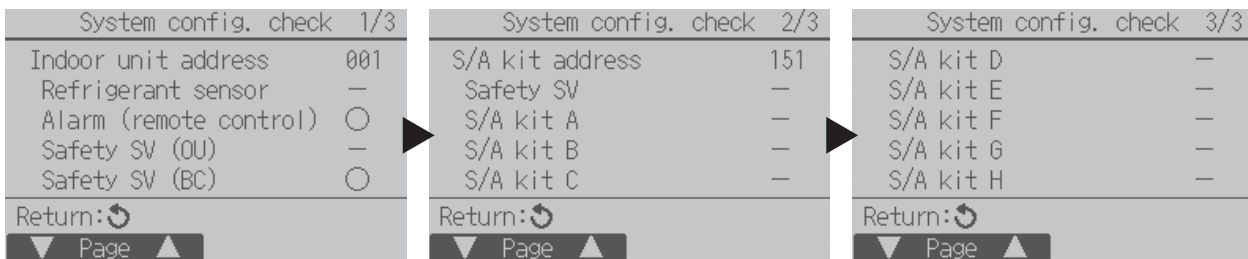 System config. check 1/3
Indoor unit address 001
Refrigerant sensor —
Alarm (remote control) ○
Safety SV (OU) —
Safety SV (BC) ○
Return:
▼ Page ▲
System config. check 2/3
S/A kit address 151
Safety SV —
S/A kit A —
S/A kit B —
S/A kit C —
Return:
▼ Page ▲
System config. check 3/3
S/A kit D —
S/A kit E —
S/A kit F —
S/A kit G —
S/A kit H —
Return:
▼ Page ▲